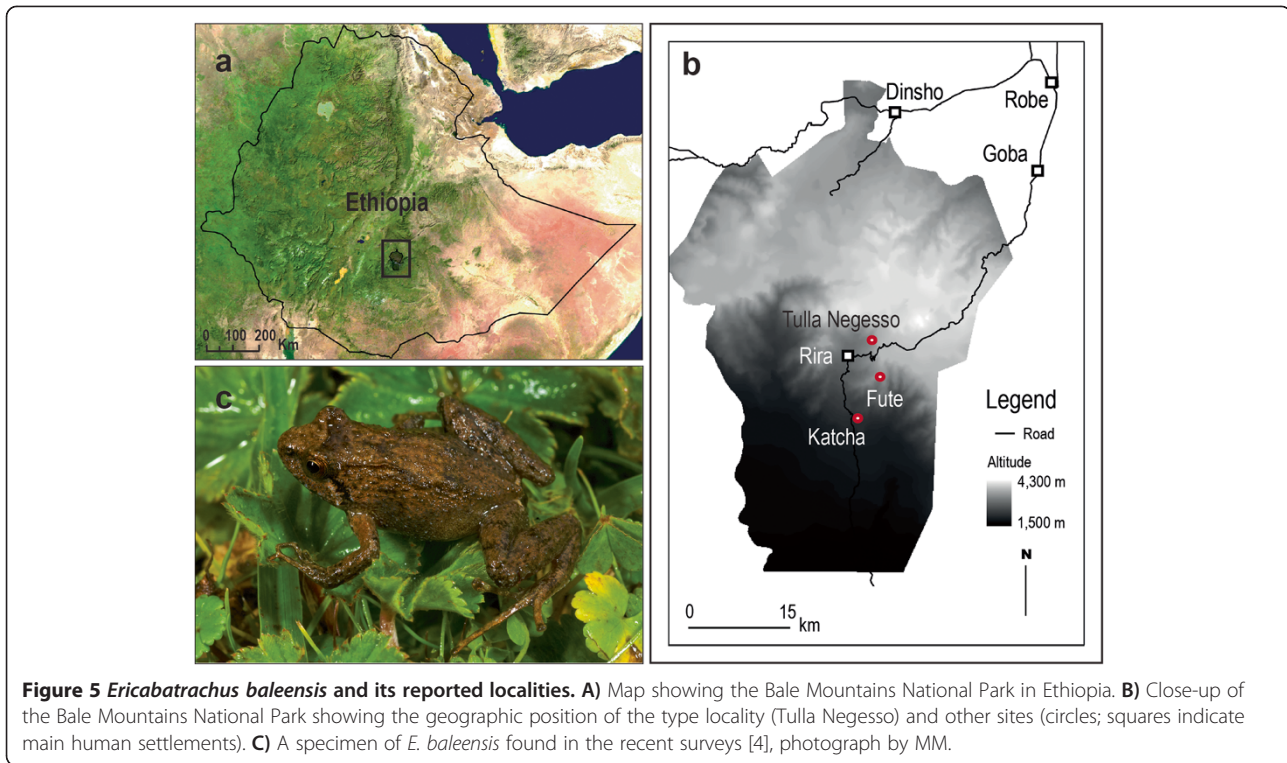 a
Ethiopia
0 100 200
Km
b
Dinsho
Robe
Goba
Tulla Negesso
Rira
Fute
Katcha
Legend
Road
Altitude
4,300 m
1,500 m
N
0 15
km
c
Figure 5 Ericabatrachus baleensis and its reported localities. A) Map showing the Bale Mountains National Park in Ethiopia. B) Close-up of
the Bale Mountains National Park showing the geographic position of the type locality (Tulla Negesso) and other sites (circles; squares indicate
main human settlements). C) A specimen of E. baleensis found in the recent surveys [4], photograph by MM.